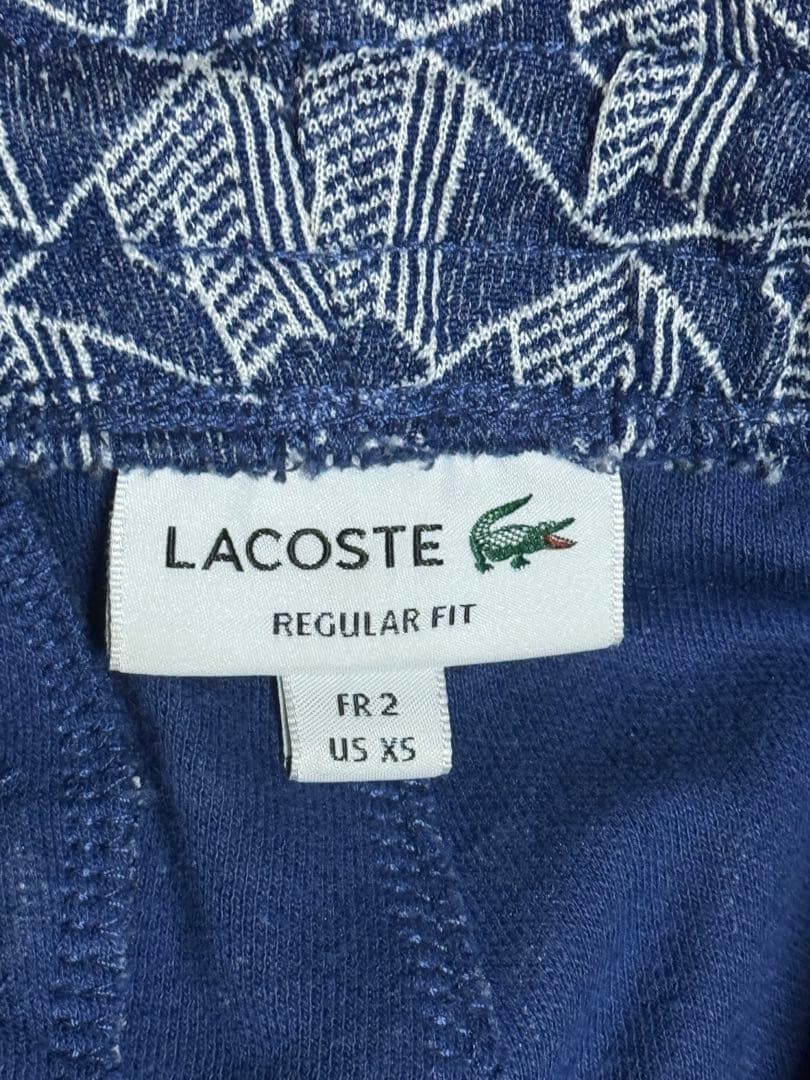 LACOSTE
REGULAR FIT
FR 2
US XS